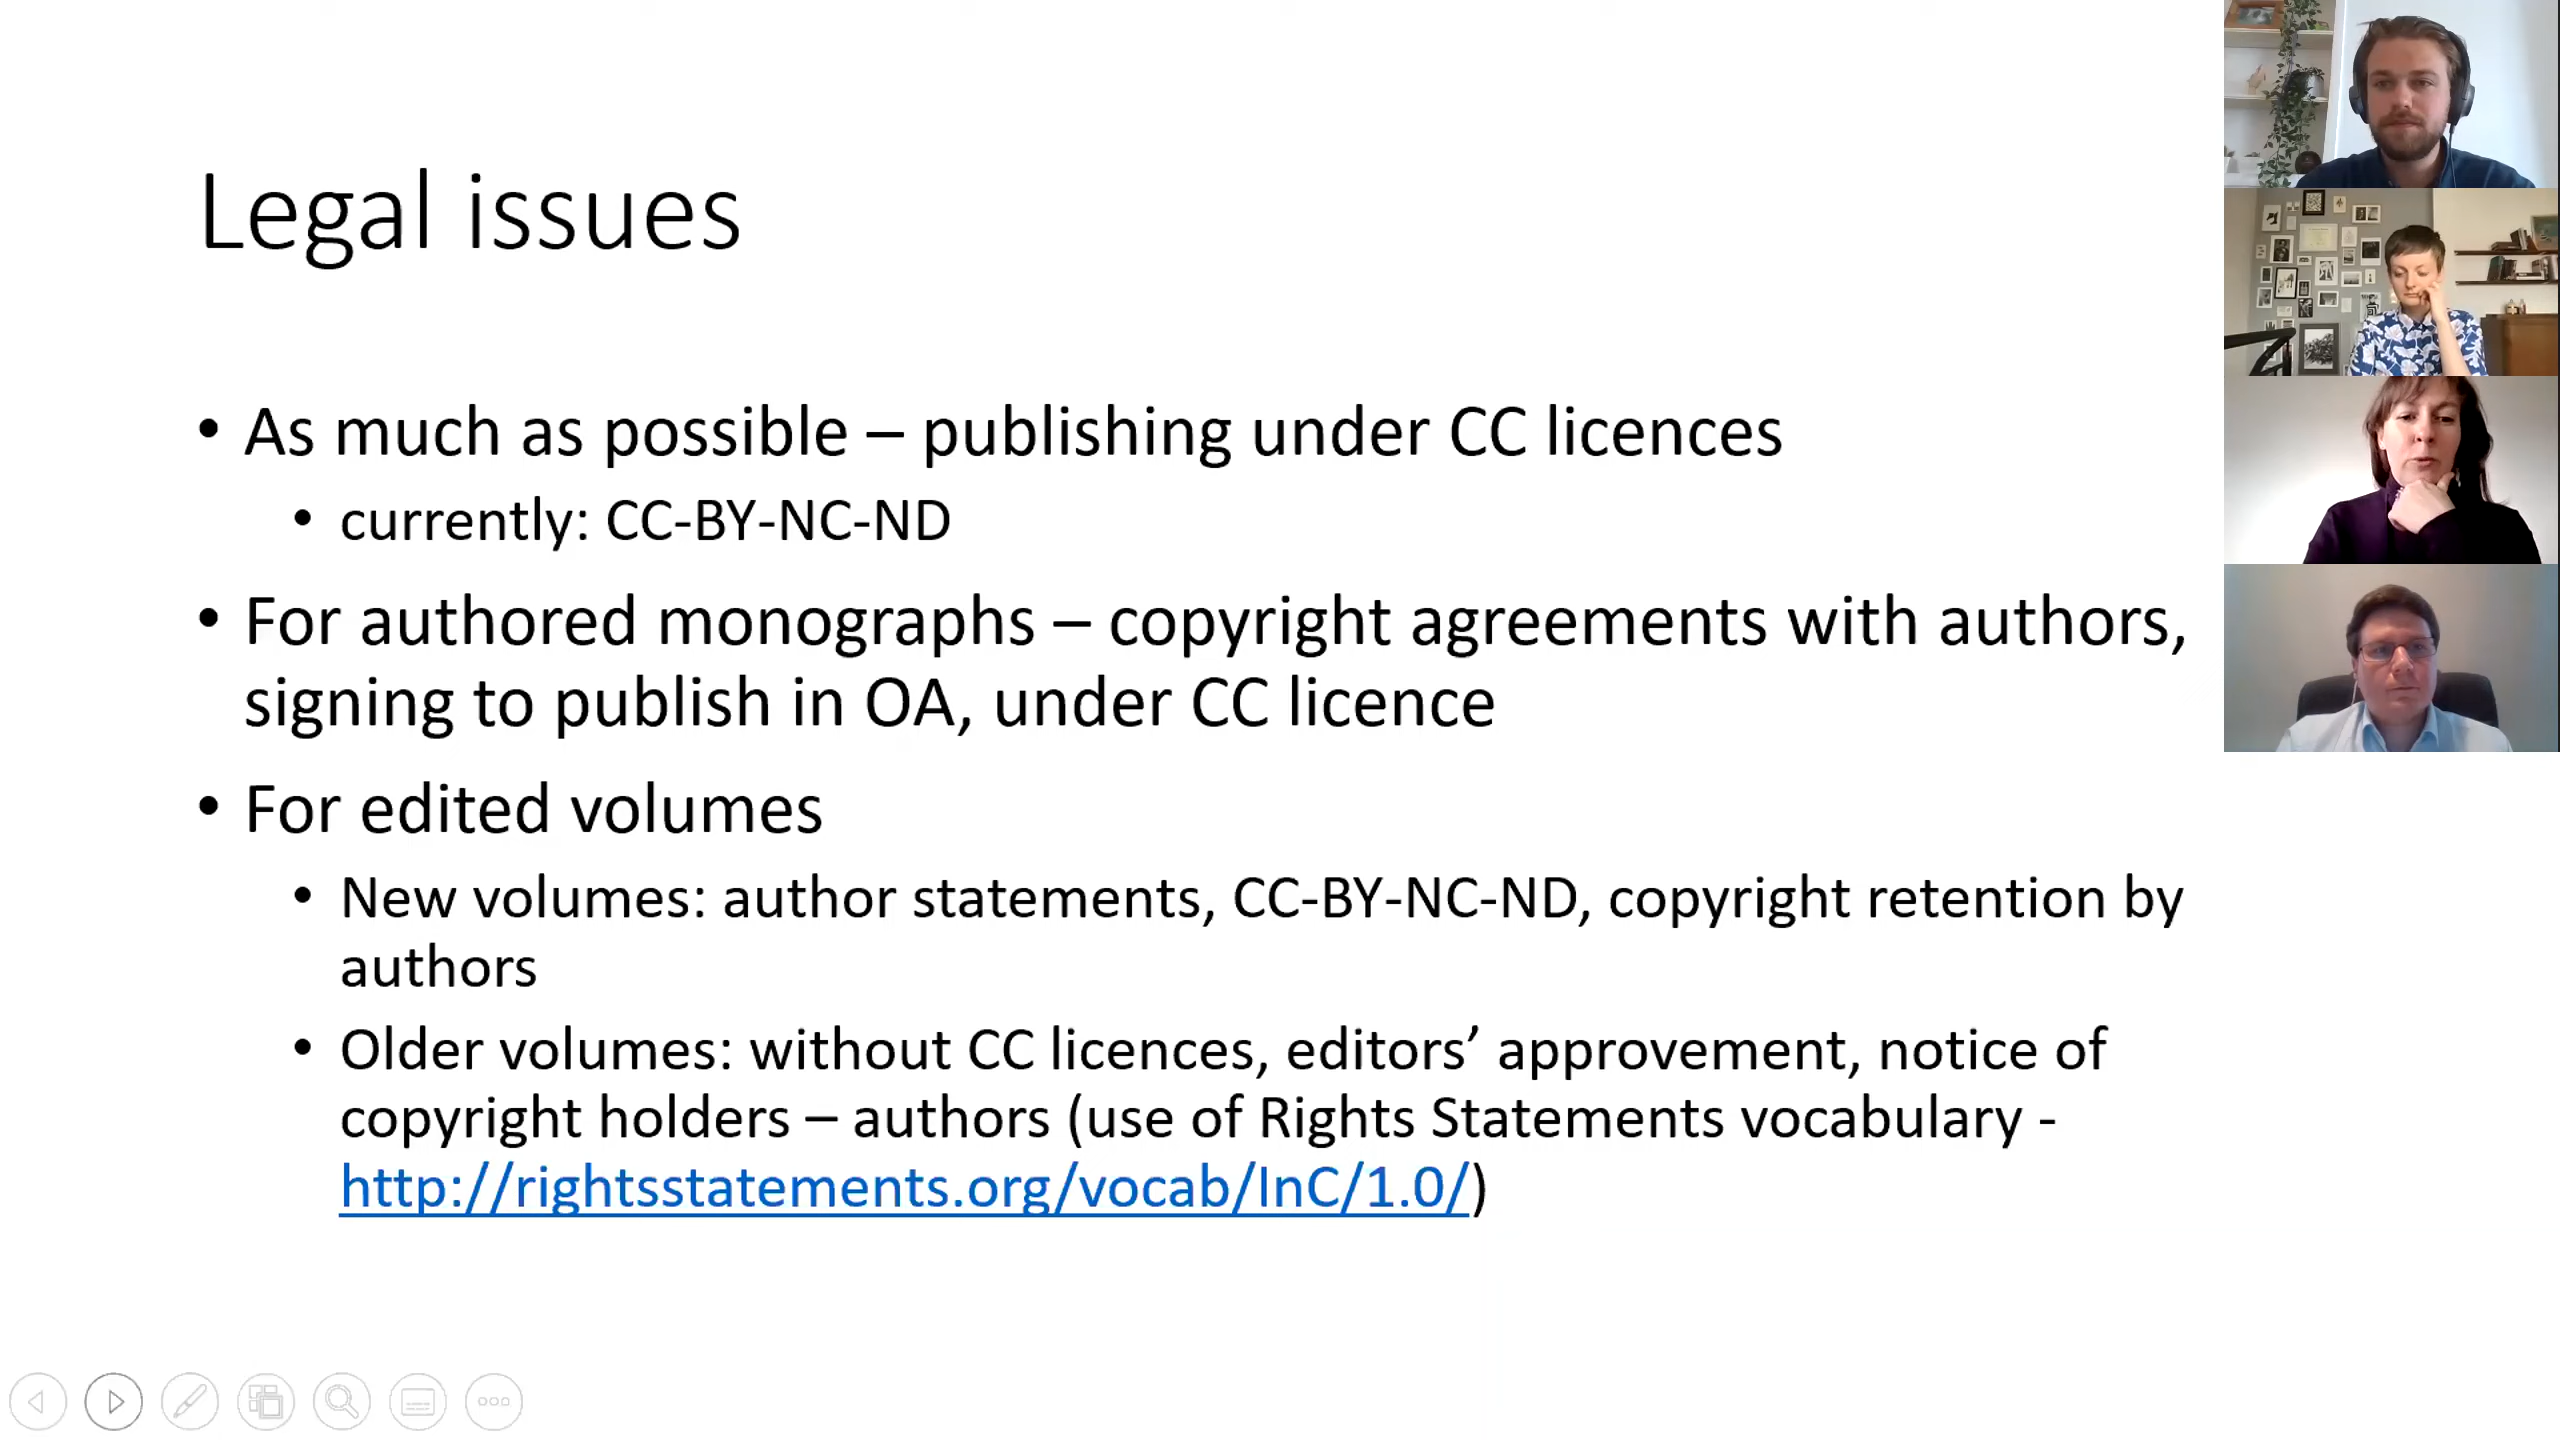 Legal issues
• As much as possible – publishing under CC licences
• currently: CC-BY-NC-ND
• For authored monographs – copyright agreements with authors,
signing to publish in OA, under CC licence
• For edited volumes
• New volumes: author statements, CC-BY-NC-ND, copyright retention by
authors
• Older volumes: without CC licences, editors’ approvement, notice of
copyright holders – authors (use of Rights Statements vocabulary -
http://rightsstatements.org/vocab/InC/1.0/)